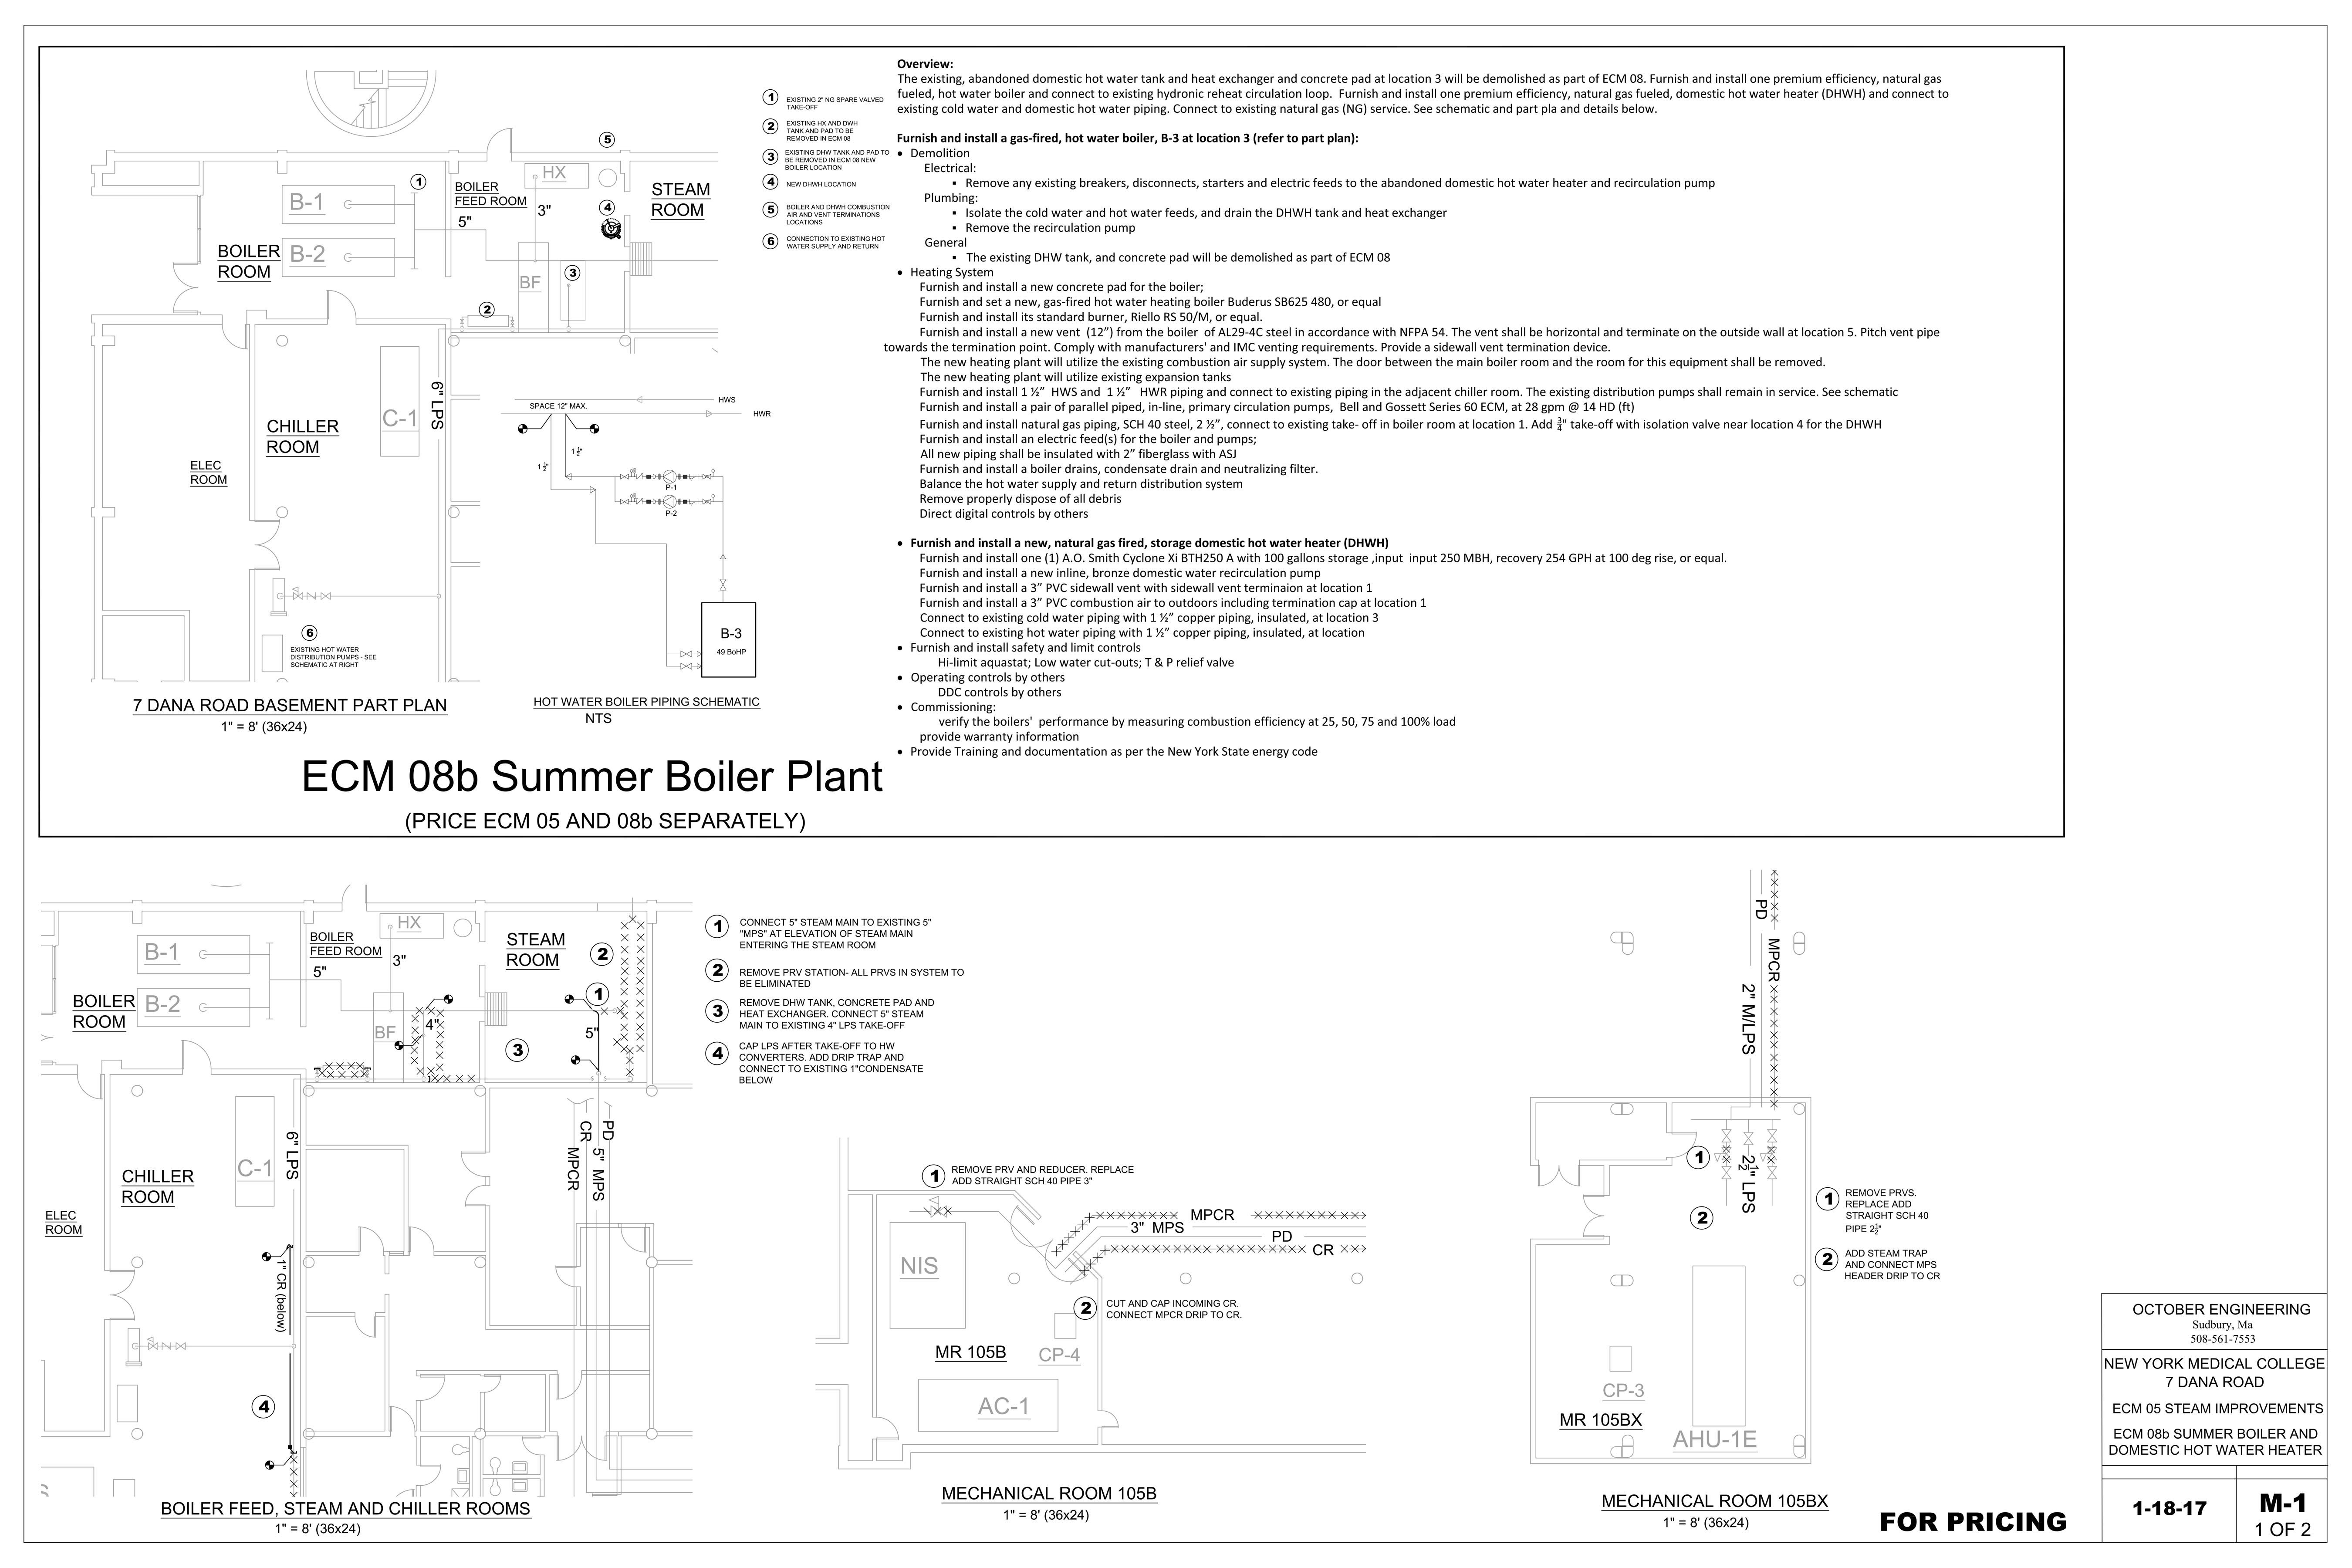 Overview:
The existing, abandoned domestic hot water tank and heat exchanger and concrete pad at location 3 will be demolished as part of ECM 08. Furnish and install one premium efficiency, natural gas
fueled, hot water boiler and connect to existing hydronic reheat circulation loop.  Furnish and install one premium efficiency, natural gas fueled, domestic hot water heater (DHWH) and connect to
existing cold water and domestic hot water piping. Connect to existing natural gas (NG) service. See schematic and part pla and details below.
Furnish and install a gas-fired, hot water boiler, B-3 at location 3 (refer to part plan):
• Demolition
Electrical:
▪ Remove any existing breakers, disconnects, starters and electric feeds to the abandoned domestic hot water heater and recirculation pump
Plumbing:
▪ Isolate the cold water and hot water feeds, and drain the DHWH tank and heat exchanger
▪ Remove the recirculation pump
General
▪ The existing DHW tank, and concrete pad will be demolished as part of ECM 08
• Heating System
Furnish and install a new concrete pad for the boiler;
Furnish and set a new, gas-fired hot water heating boiler Buderus SB625 480, or equal
Furnish and install its standard burner, Riello RS 50/M, or equal.
Furnish and install a new vent  (12”) from the boiler  of AL29-4C steel in accordance with NFPA 54. The vent shall be horizontal and terminate on the outside wall at location 5. Pitch vent pipe
towards the termination point. Comply with manufacturers' and IMC venting requirements. Provide a sidewall vent termination device.
The new heating plant will utilize the existing combustion air supply system. The door between the main boiler room and the room for this equipment shall be removed.
The new heating plant will utilize existing expansion tanks
Furnish and install 1 ½”  HWS and  1 ½”   HWR piping and connect to existing piping in the adjacent chiller room. The existing distribution pumps shall remain in service. See schematic
Furnish and install a pair of parallel piped, in-line, primary circulation pumps,  Bell and Gossett Series 60 ECM, at 28 gpm @ 14 HD (ft)
Furnish and install natural gas piping, SCH 40 steel, 2 ½”, connect to existing take- off in boiler room at location 1. Add ¾" take-off with isolation valve near location 4 for the DHWH
Furnish and install an electric feed(s) for the boiler and pumps;
All new piping shall be insulated with 2” fiberglass with ASJ
Furnish and install a boiler drains, condensate drain and neutralizing filter.
Balance the hot water supply and return distribution system
Remove properly dispose of all debris
Direct digital controls by others
• Furnish and install a new, natural gas fired, storage domestic hot water heater (DHWH)
Furnish and install one (1) A.O. Smith Cyclone Xi BTH250 A with 100 gallons storage ,input  input 250 MBH, recovery 254 GPH at 100 deg rise, or equal.
Furnish and install a new inline, bronze domestic water recirculation pump
Furnish and install a 3” PVC sidewall vent with sidewall vent terminaion at location 1
Furnish and install a 3” PVC combustion air to outdoors including termination cap at location 1
Connect to existing cold water piping with 1 ½” copper piping, insulated, at location 3
Connect to existing hot water piping with 1 ½” copper piping, insulated, at location
• Furnish and install safety and limit controls
Hi-limit aquastat; Low water cut-outs; T & P relief valve
• Operating controls by others
DDC controls by others
• Commissioning:
verify the boilers'  performance by measuring combustion efficiency at 25, 50, 75 and 100% load
provide warranty information
• Provide Training and documentation as per the New York State energy code
1 EXISTING 2" NG SPARE VALVED
TAKE-OFF
2 EXISTING HX AND DWH
TANK AND PAD TO BE
REMOVED IN ECM 08
3 EXISTING DHW TANK AND PAD TO
BE REMOVED IN ECM 08 NEW
BOILER LOCATION
4 NEW DHWH LOCATION
5 BOILER AND DHWH COMBUSTION
AIR AND VENT TERMINATIONS
LOCATIONS
6 CONNECTION TO EXISTING HOT
WATER SUPPLY AND RETURN
5
1
B-1
B-2
BOILER
ROOM
BOILER
FEED ROOM
5"
HX
3"
4
STEAM
ROOM
BF
3
2
6" LPS
C-1
CHILLER
ROOM
ELEC
ROOM
6
EXISTING HOT WATER
DISTRIBUTION PUMPS - SEE
SCHEMATIC AT RIGHT
7 DANA ROAD BASEMENT PART PLAN
1" = 8' (36x24)
SPACE 12" MAX.
HWS
HWR
1 ½"
1 ½"
P-1
P-2
B-3
49 BoHP
HOT WATER BOILER PIPING SCHEMATIC
NTS
ECM 08b Summer Boiler Plant
(PRICE ECM 05 AND 08b SEPARATELY)
B-1
B-2
BOILER
ROOM
BOILER
FEED ROOM
5"
HX
3"
STEAM
ROOM
2
1
BF
4"
5"
3
6" LPS
C-1
CHILLER
ROOM
ELEC
ROOM
1" CR (below)
4
MPCR
CR
PD
5" MPS
BOILER FEED, STEAM AND CHILLER ROOMS
1" = 8' (36x24)
1 CONNECT 5" STEAM MAIN TO EXISTING 5"
"MPS" AT ELEVATION OF STEAM MAIN
ENTERING THE STEAM ROOM
2 REMOVE PRV STATION- ALL PRVS IN SYSTEM TO
BE ELIMINATED
3 REMOVE DHW TANK, CONCRETE PAD AND
HEAT EXCHANGER. CONNECT 5" STEAM
MAIN TO EXISTING 4" LPS TAKE-OFF
4 CAP LPS AFTER TAKE-OFF TO HW
CONVERTERS. ADD DRIP TRAP AND
CONNECT TO EXISTING 1"CONDENSATE
BELOW
1 REMOVE PRV AND REDUCER. REPLACE
ADD STRAIGHT SCH 40 PIPE 3"
MPCR
3" MPS
PD
CR
NIS
2 CUT AND CAP INCOMING CR.
CONNECT MPCR DRIP TO CR.
MR 105B
CP-4
AC-1
MECHANICAL ROOM 105B
1" = 8' (36x24)
PD
MPCR
2" M/LPS
1
2½" LPS
2
1 REMOVE PRVS.
REPLACE ADD
STRAIGHT SCH 40
PIPE 2½"
2 ADD STEAM TRAP
AND CONNECT MPS
HEADER DRIP TO CR
CP-3
MR 105BX
AHU-1E
MECHANICAL ROOM 105BX
1" = 8' (36x24)
FOR PRICING
OCTOBER ENGINEERING
Sudbury, Ma
508-561-7553
NEW YORK MEDICAL COLLEGE
7 DANA ROAD
ECM 05 STEAM IMPROVEMENTS
ECM 08b SUMMER BOILER AND
DOMESTIC HOT WATER HEATER
1-18-17
M-1
1 OF 2